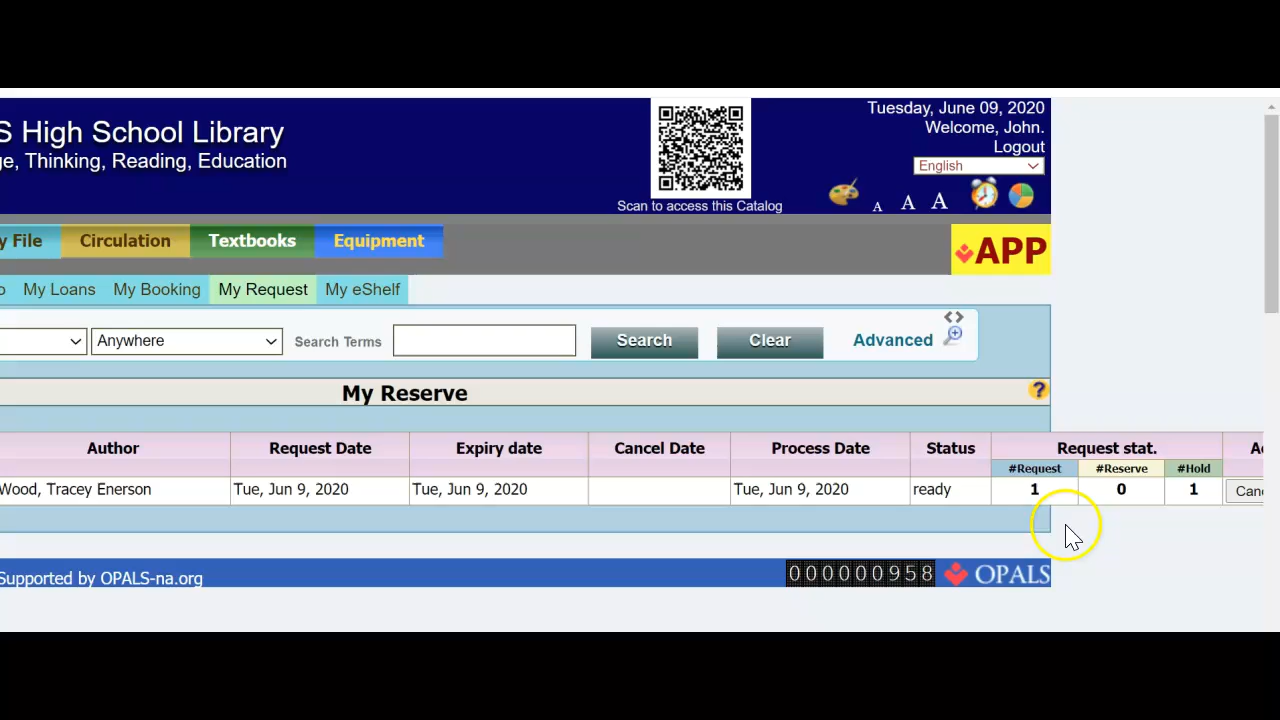 S High School Library
ge, Thinking, Reading, Education
Scan to access this Catalog
Tuesday, June 09, 2020
Welcome, John.
Logout
English
A A A
y File Circulation Textbooks Equipment
APP
o My Loans My Booking My Request My eShelf
Anywhere Search Terms Search Clear Advanced
My Reserve ?
Author Request Date Expiry date Cancel Date Process Date Status Request stat. Ac
#Request #Reserve #Hold
Wood, Tracey Enerson Tue, Jun 9, 2020 Tue, Jun 9, 2020 Tue, Jun 9, 2020 ready 1 0 1 Canc
Supported by OPALS-na.org 000000958 OPALS